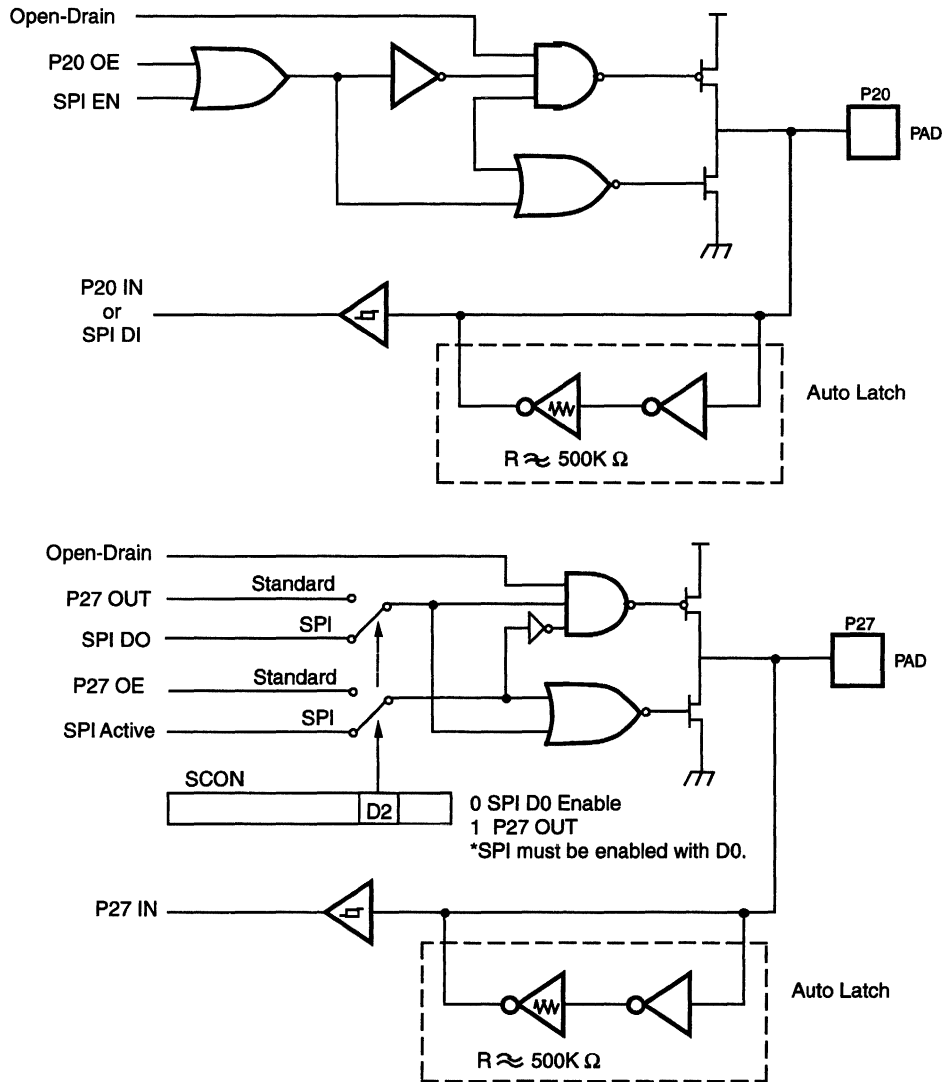 Open-Drain
P20 OE
SPI EN
P20
PAD
P20 IN
or
SPI DI
Auto Latch
R ≈ 500K Ω
Open-Drain
P27 OUT
Standard
SPI DO
SPI
P27 OE
Standard
SPI Active
SPI
P27
PAD
SCON
D2
0 SPI D0 Enable
1 P27 OUT
*SPI must be enabled with D0.
P27 IN
Auto Latch
R ≈ 500K Ω